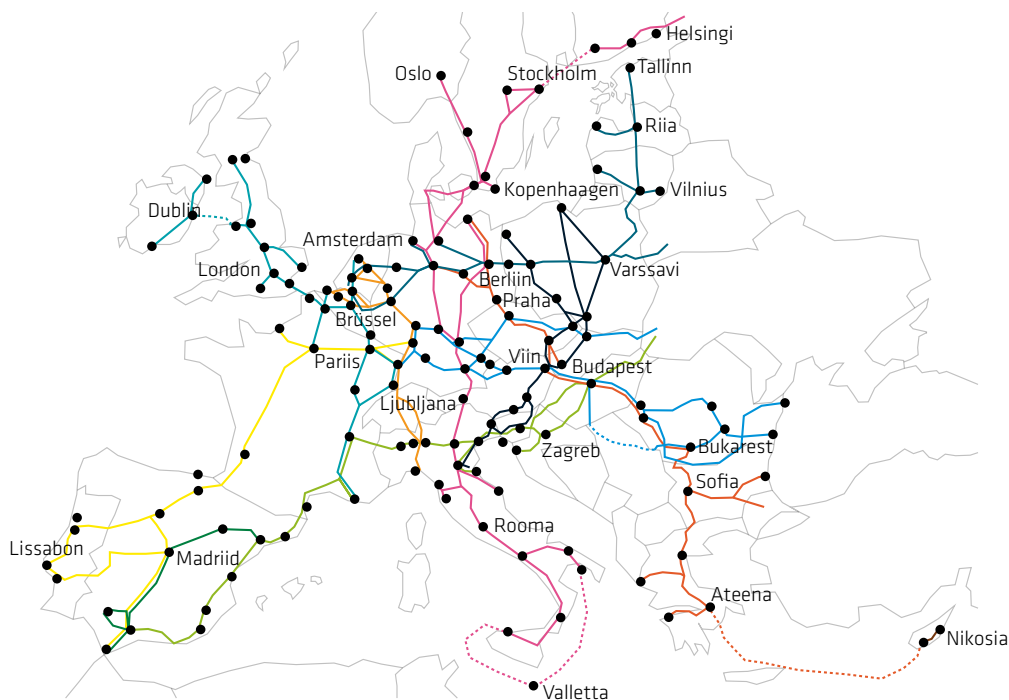 Helsingi
Oslo
Stockholm
Tallinn
Riia
Kopenhaagen
Vilnius
Dublin
Amsterdam
London
Berliin
Varssavi
Praha
Brüssel
Pariis
Viin
Budapest
Ljubljana
Zagreb
Bukarest
Sofia
Rooma
Lissabon
Madriid
Ateena
Nikosia
Valletta